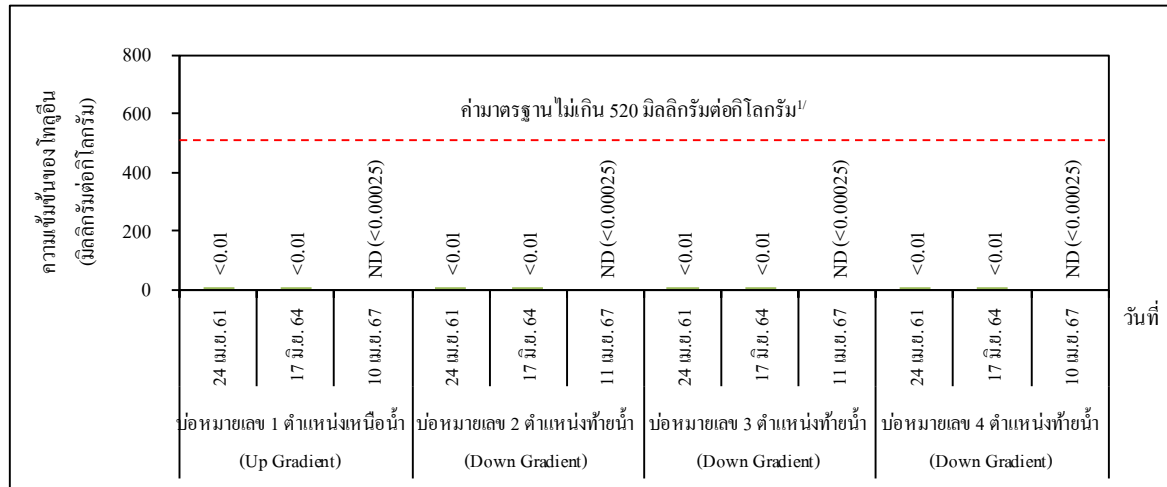 ความเข้มข้นของโทลูอีน
(มิลลิกรัมต่อกิโลกรัม)
800
600
400
200
0
ค่ามาตรฐานไม่เกิน 520 มิลลิกรัมต่อกิโลกรัม1/
<0.01
<0.01
ND (<0.00025)
<0.01
<0.01
ND (<0.00025)
<0.01
<0.01
ND (<0.00025)
<0.01
<0.01
ND (<0.00025)
24 เม.ย. 61
17 มิ.ย. 64
10 เม.ย. 67
24 เม.ย. 61
17 มิ.ย. 64
11 เม.ย. 67
24 เม.ย. 61
17 มิ.ย. 64
11 เม.ย. 67
24 เม.ย. 61
17 มิ.ย. 64
10 เม.ย. 67
วันที่
บ่อหมายเลข 1 ตำแหน่งเหนือน้ำ
(Up Gradient)
บ่อหมายเลข 2 ตำแหน่งท้ายน้ำ
(Down Gradient)
บ่อหมายเลข 3 ตำแหน่งท้ายน้ำ
(Down Gradient)
บ่อหมายเลข 4 ตำแหน่งท้ายน้ำ
(Down Gradient)